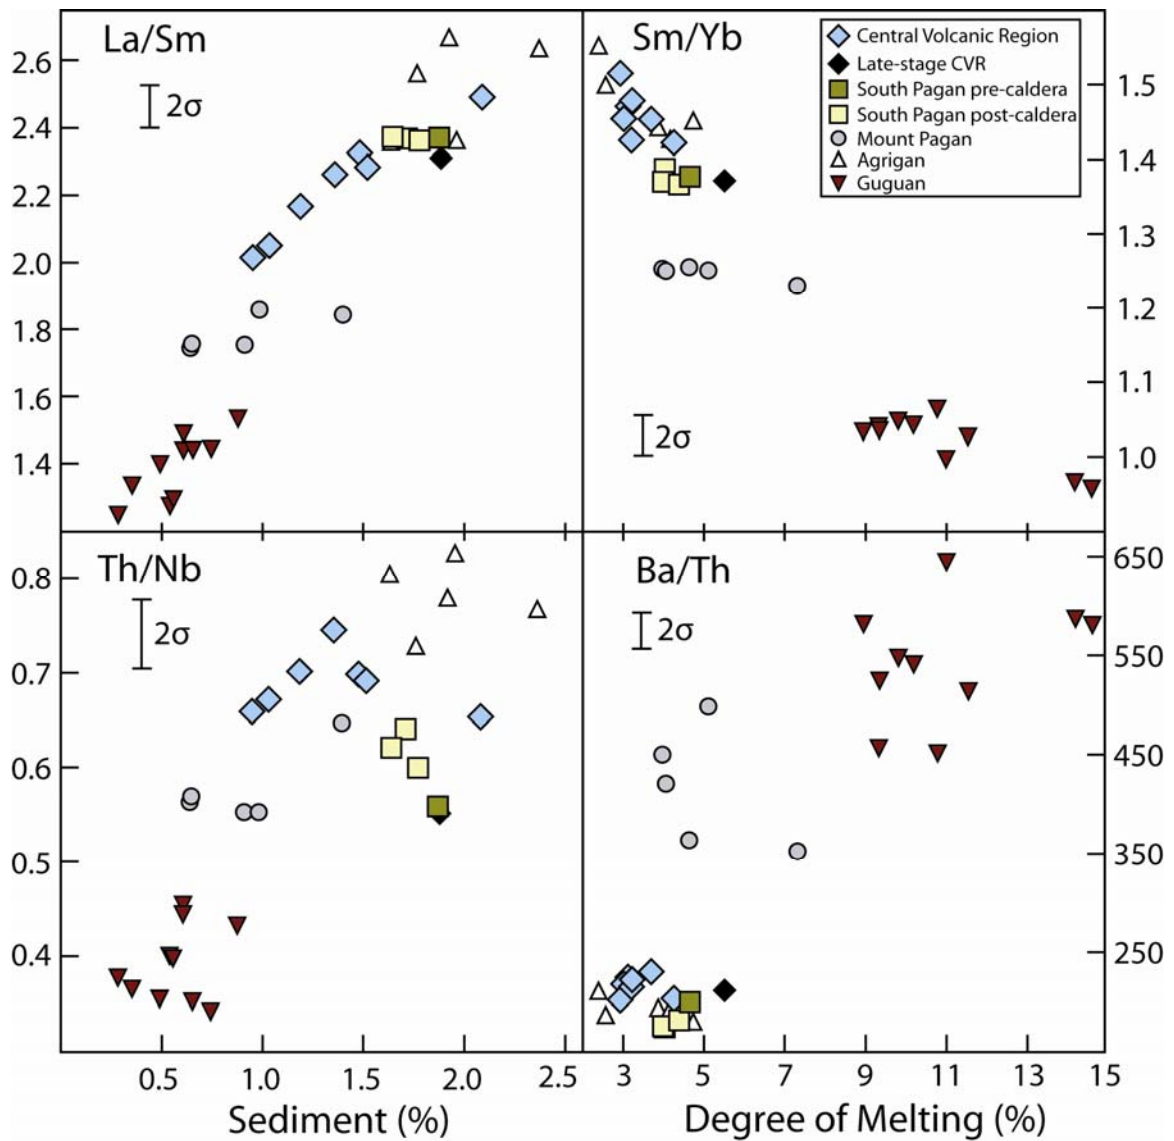 La/Sm
2σ
2.6
2.4
2.2
2.0
1.8
1.6
1.4
Sm/Yb
2σ
Central Volcanic Region
Late-stage CVR
South Pagan pre-caldera
South Pagan post-caldera
Mount Pagan
Agrigan
Guguan
1.5
1.4
1.3
1.2
1.1
1.0
Th/Nb
2σ
0.8
0.7
0.6
0.5
0.4
0.5
1.0
1.5
2.0
2.5
Sediment (%)
Ba/Th
2σ
650
550
450
350
250
3
5
7
9
11
13
15
Degree of Melting (%)